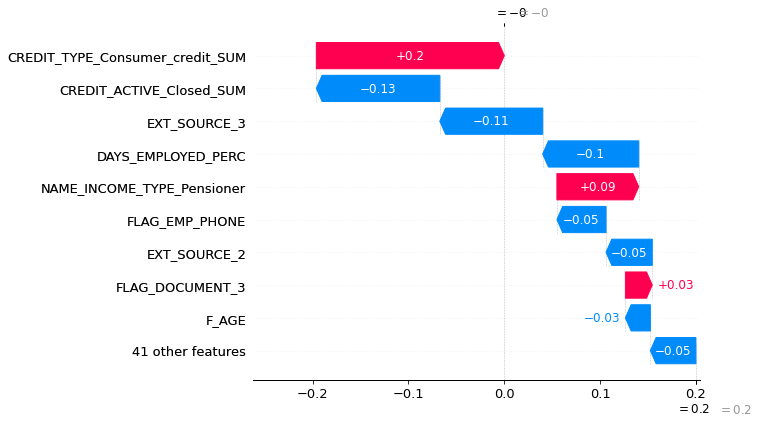 = −0 = −0
CREDIT_TYPE_Consumer_credit_SUM +0.2
CREDIT_ACTIVE_Closed_SUM −0.13
EXT_SOURCE_3 −0.11
DAYS_EMPLOYED_PERC −0.1
NAME_INCOME_TYPE_Pensioner +0.09
FLAG_EMP_PHONE −0.05
EXT_SOURCE_2 −0.05
FLAG_DOCUMENT_3 +0.03
F_AGE −0.03
41 other features −0.05
−0.2 −0.1 0.0 0.1 0.2
= 0.2 = 0.2